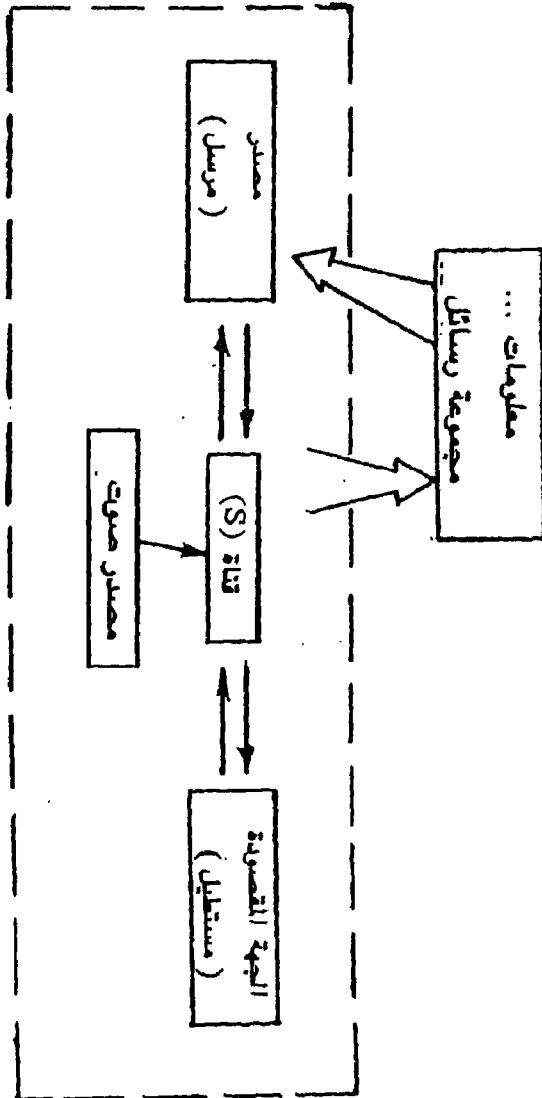 معلومات ...
مجموعة رسائل
مصدر
(مرسل)
قناة (S)
مصدر صوت
الجهة المقصودة
(مستقبل)